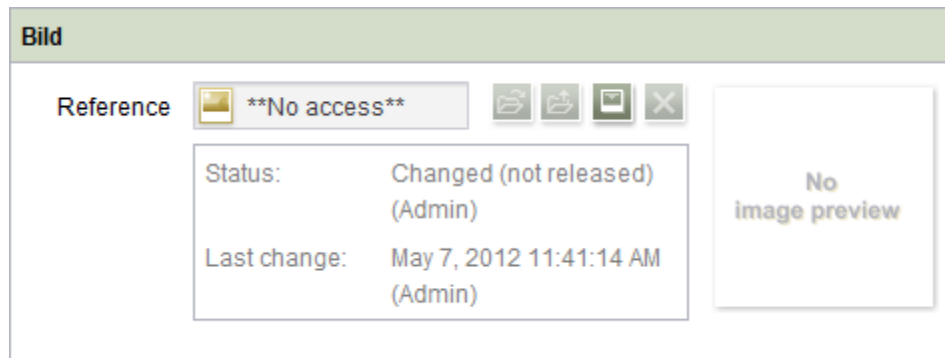 Bild
Reference **No access**
Status: Changed (not released)
(Admin)
Last change: May 7, 2012 11:41:14 AM
(Admin)
No
image preview